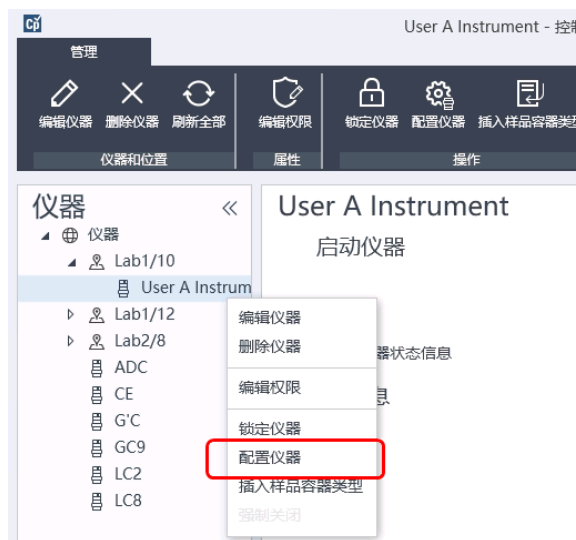 Cp
User A Instrument - 控制
管理
编辑仪器 删除仪器 刷新全部 编辑权限 锁定仪器 配置仪器 插入样品容器类型
仪器和位置 属性 操作
仪器
仪器
Lab1/10
User A Instrum
Lab1/12
Lab2/8
ADC
CE
G'C
GC9
LC2
LC8
User A Instrument
启动仪器
器状态信息
息
编辑仪器
删除仪器
编辑权限
锁定仪器
配置仪器
插入样品容器类型
强制关闭